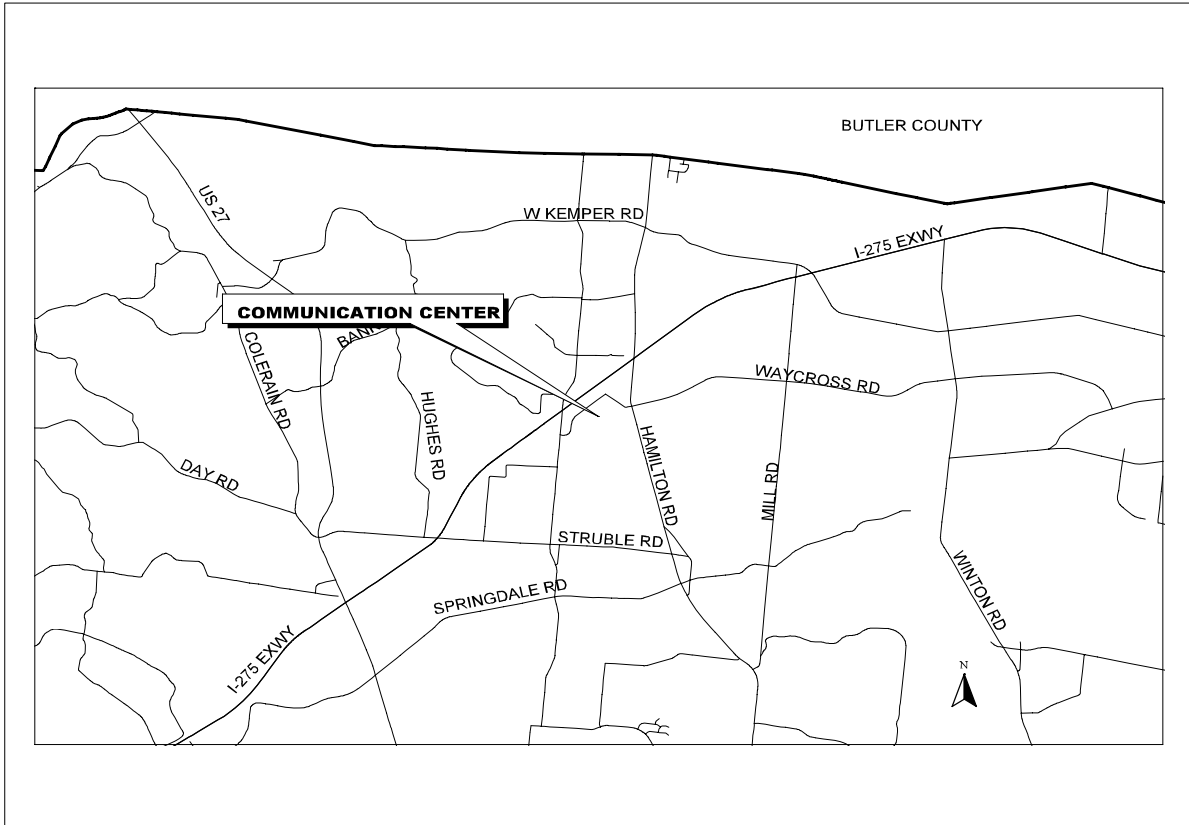 BUTLER COUNTY
US 27
W KEMPER RD
I-275 EXWY
COMMUNICATION CENTER
COLERAIN RD
WAYCROSS RD
HUGHES RD
HAMILTON RD
DAY RD
MILL RD
STRUBLE RD
SPRINGDALE RD
WINTON RD
I-275 EXWY
N